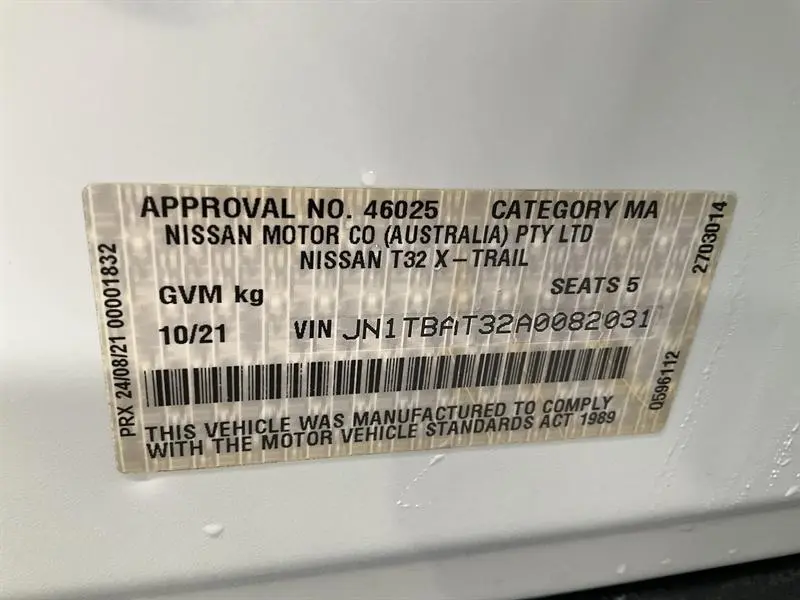 APPROVAL NO. 46025 CATEGORY MA
NISSAN MOTOR CO (AUSTRALIA) PTY LTD
NISSAN T32 X-TRAIL
GVM kg SEATS 5
10/21 VIN JN1TBAT32A0082031
THIS VEHICLE WAS MANUFACTURED TO COMPLY
WITH THE MOTOR VEHICLE STANDARDS ACT 1989
PRX 24/08/21 00001832
2703014
0596112